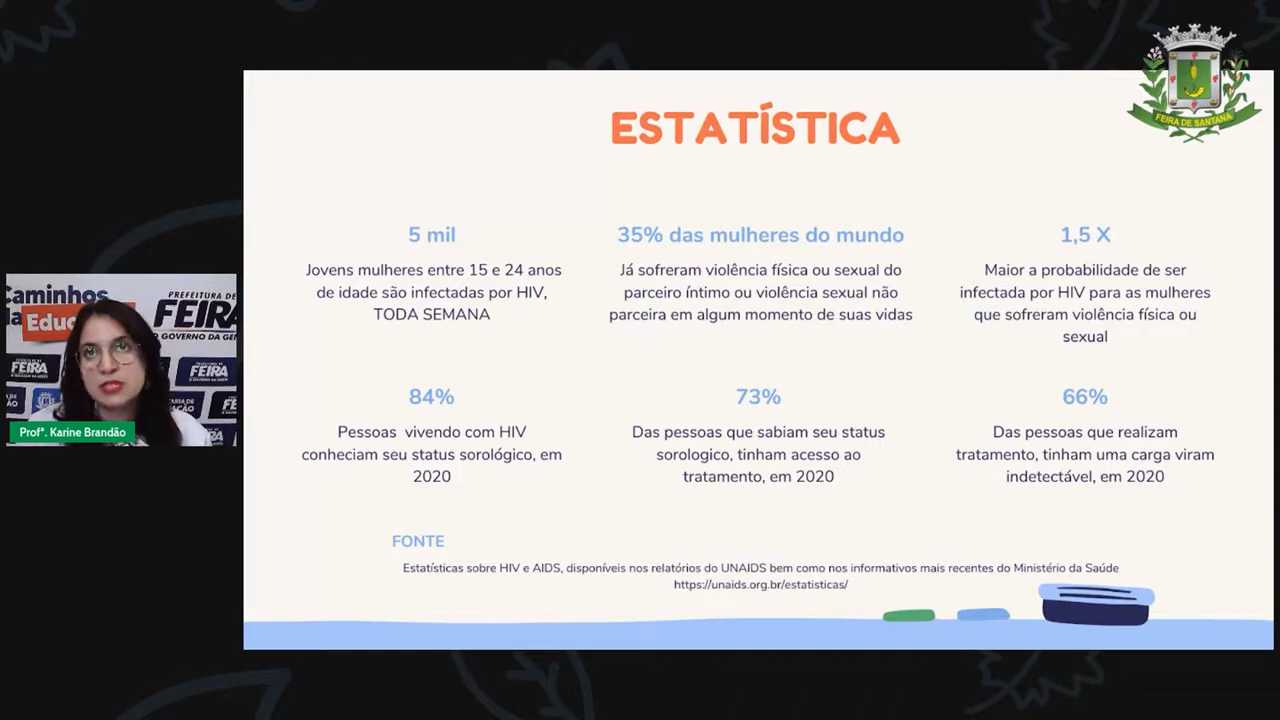 FEIRA DE SANTANA
ESTATÍSTICA
5 mil
Jovens mulheres entre 15 e 24 anos
de idade são infectadas por HIV,
TODA SEMANA
35% das mulheres do mundo
Já sofreram violência física ou sexual do
parceiro íntimo ou violência sexual não
parceira em algum momento de suas vidas
1,5 X
Maior a probabilidade de ser
infectada por HIV para as mulheres
que sofreram violência física ou
sexual
84%
Pessoas vivendo com HIV
conheciam seu status sorológico, em
2020
73%
Das pessoas que sabiam seu status
sorologico, tinham acesso ao
tratamento, em 2020
66%
Das pessoas que realizam
tratamento, tinham uma carga viram
indetectável, em 2020
FONTE
Estatísticas sobre HIV e AIDS, disponíveis nos relatórios do UNAIDS bem como nos informativos mais recentes do Ministério da Saúde
https://unaids.org.br/estatisticas/
Caminhos
da Educ
PREFEITURA DE
FEIRA
O GOVERNO DA GEN
FEIRA
FEIRA
Profª. Karine Brandão